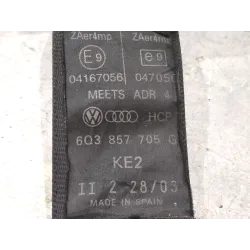 ZAer4mp ZAer4mp
E9 e9
04167056 04705
MEETS ADR 4
HCP
6Q3 857 705 G
KE2
II 2 28/03
MADE IN SPAIN